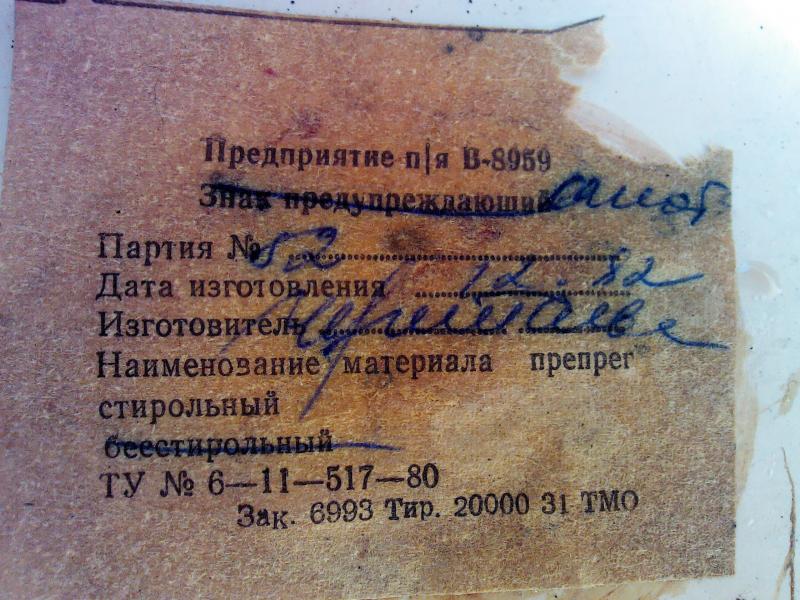 Предприятие п/я В-8959
Знак предупреждающий
Партия № 52
Дата изготовления 12.82
Изготовитель
Наименование материала препрег
стирольный
беестирольный
ТУ № 6—11—517—80
Зак. 6993 Тир. 20000 31 ТМО